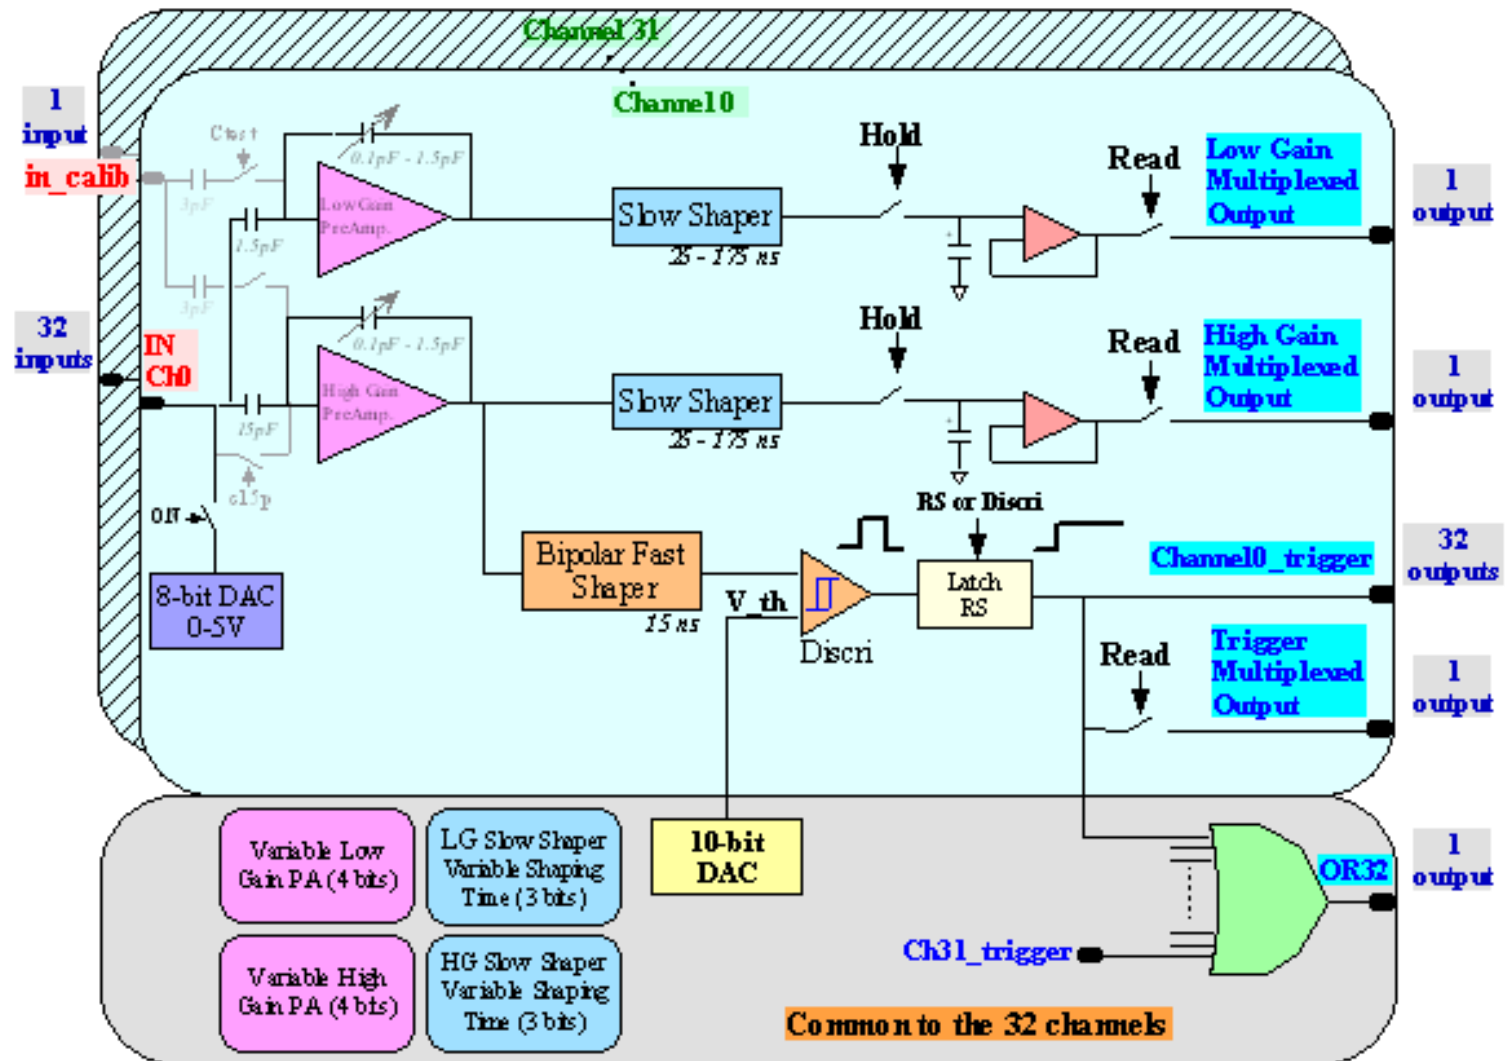 Channel 31
Channel 0
1
input
in_calib
Ctest
3pF
1.5pF
3pF
0.1pF - 1.5pF
Low Gain
PreAmp.
Slow Shaper
25 - 175 ns
Hold
Read
Low Gain
Multiplexed
Output
1
output
32
inputs
IN
Ch0
15pF
c15p
0.1pF - 1.5pF
High Gain
PreAmp.
Slow Shaper
25 - 175 ns
Hold
Read
High Gain
Multiplexed
Output
1
output
ON
8-bit DAC
0-5V
Bipolar Fast
Shaper
15 ns
V_th
Discri
RS or Discri
Latch
RS
Channel0_trigger
32
outputs
Read
Trigger
Multiplexed
Output
1
output
Variable Low
Gain PA (4 bits)
LG Slow Shaper
Variable Shaping
Time (3 bits)
10-bit
DAC
Variable High
Gain PA (4 bits)
HG Slow Shaper
Variable Shaping
Time (3 bits)
OR32
1
output
Ch31_trigger
Common to the 32 channels